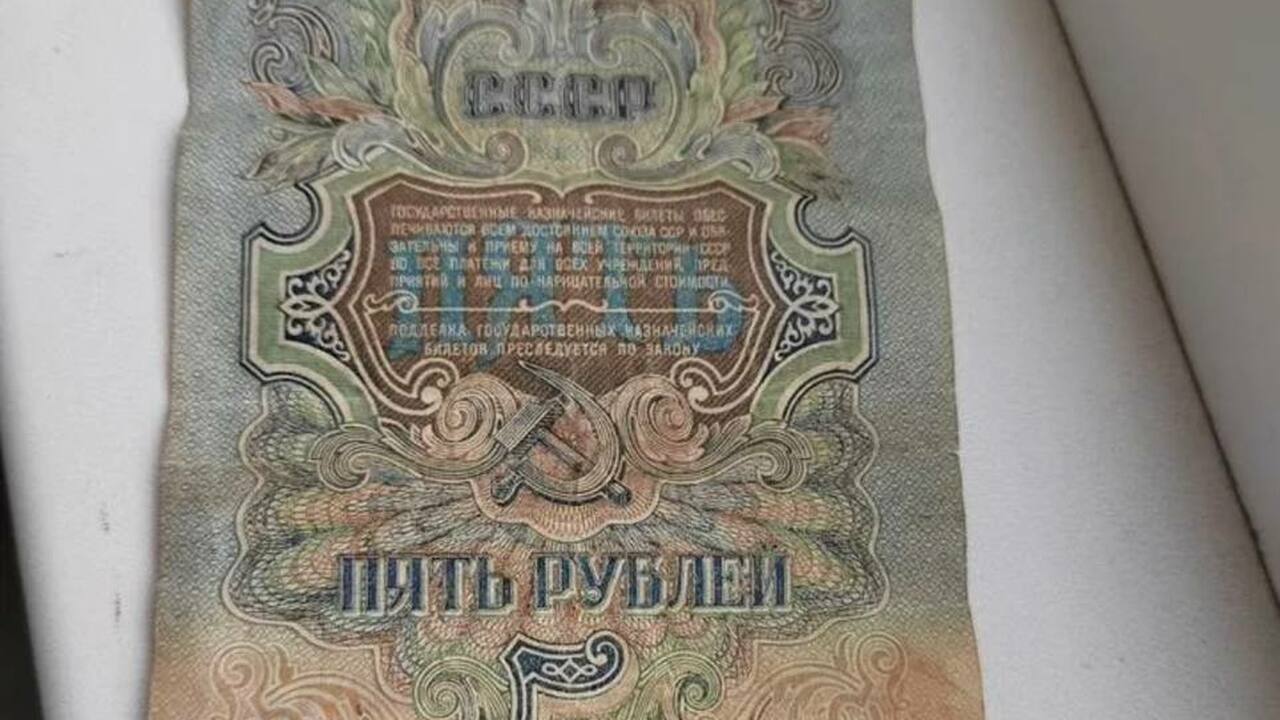 СССР
ГОСУДАРСТВЕННЫЕ КАЗНАЧЕЙСКИЕ БИЛЕТЫ ОБЕС-
ПЕЧИВАЮТСЯ ВСЕМ ДОСТОЯНИЕМ СОЮЗА ССР И ОБЯ-
ЗАТЕЛЬНЫ К ПРИЕМУ НА ВСЕЙ ТЕРРИТОРИИ СССР
ВО ВСЕ ПЛАТЕЖИ ДЛЯ ВСЕХ УЧРЕЖДЕНИЙ, ПРЕД-
ПРИЯТИЙ И ЛИЦ ПО НАРИЦАТЕЛЬНОЙ СТОИМОСТИ.
ПЯТЬ
ПОДДЕЛКА ГОСУДАРСТВЕННЫХ КАЗНАЧЕЙСКИХ
БИЛЕТОВ ПРЕСЛЕДУЕТСЯ ПО ЗАКОНУ
ПЯТЬ РУБЛЕЙ
5